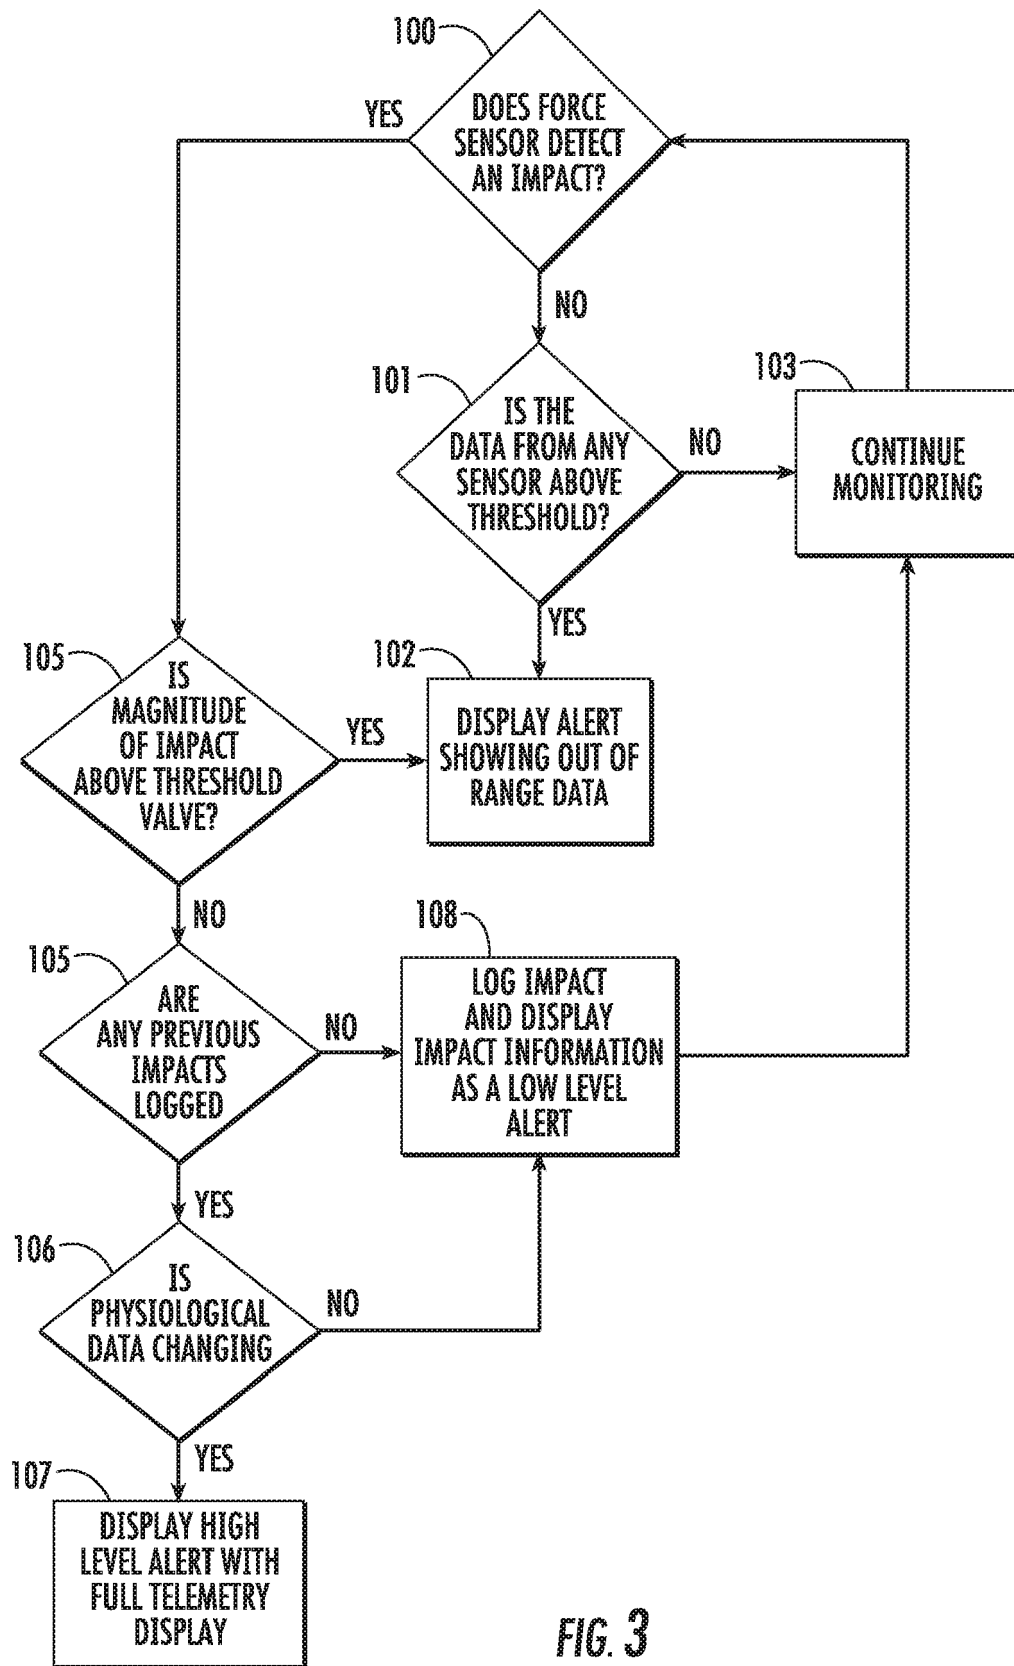 100
DOES FORCE
SENSOR DETECT
AN IMPACT?
YES
NO
101
IS THE
DATA FROM ANY
SENSOR ABOVE
THRESHOLD?
NO
103
CONTINUE
MONITORING
YES
102
DISPLAY ALERT
SHOWING OUT OF
RANGE DATA
105
IS
MAGNITUDE
OF IMPACT
ABOVE THRESHOLD
VALVE?
YES
NO
105
ARE
ANY PREVIOUS
IMPACTS
LOGGED
NO
108
LOG IMPACT
AND DISPLAY
IMPACT INFORMATION
AS A LOW LEVEL
ALERT
YES
106
IS
PHYSIOLOGICAL
DATA CHANGING
NO
YES
107
DISPLAY HIGH
LEVEL ALERT WITH
FULL TELEMETRY
DISPLAY
FIG. 3